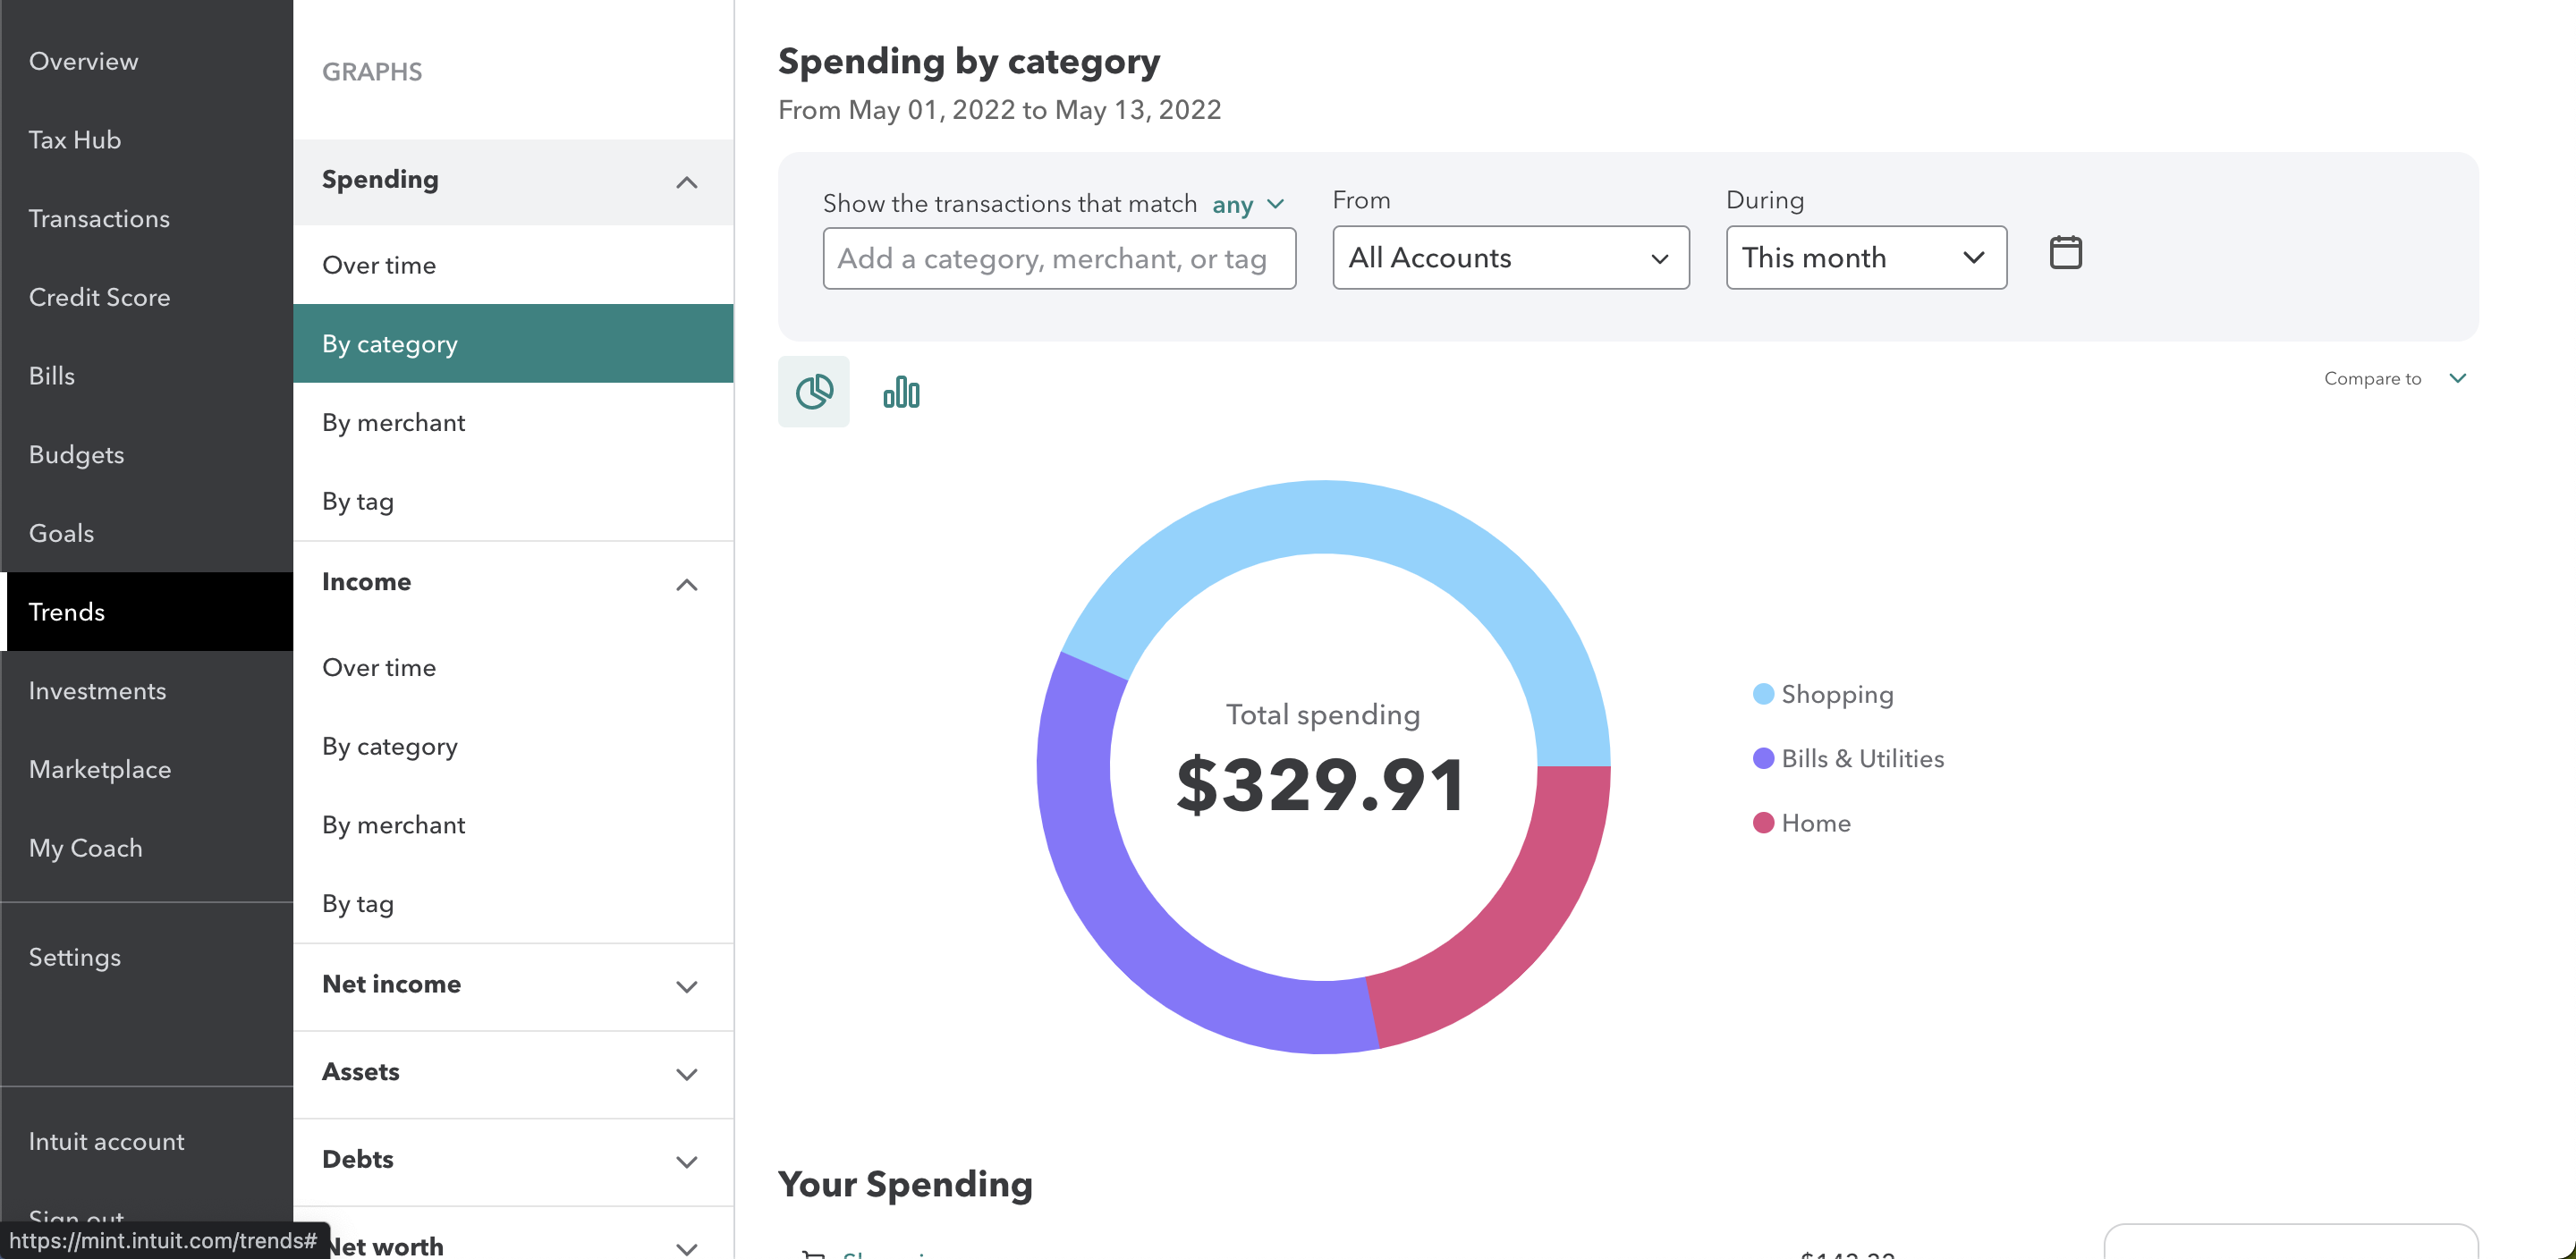 Overview
Tax Hub
Transactions
Credit Score
Bills
Budgets
Goals
Trends
Investments
Marketplace
My Coach
Settings
Intuit account
Sign out
https://mint.intuit.com/trends#
GRAPHS
Spending
Over time
By category
By merchant
By tag
Income
Over time
By category
By merchant
By tag
Net income
Assets
Debts
Net worth
Spending by category
From May 01, 2022 to May 13, 2022
Show the transactions that match any
Add a category, merchant, or tag
From
All Accounts
During
This month
Compare to
Total spending
$329.91
Shopping
Bills & Utilities
Home
Your Spending